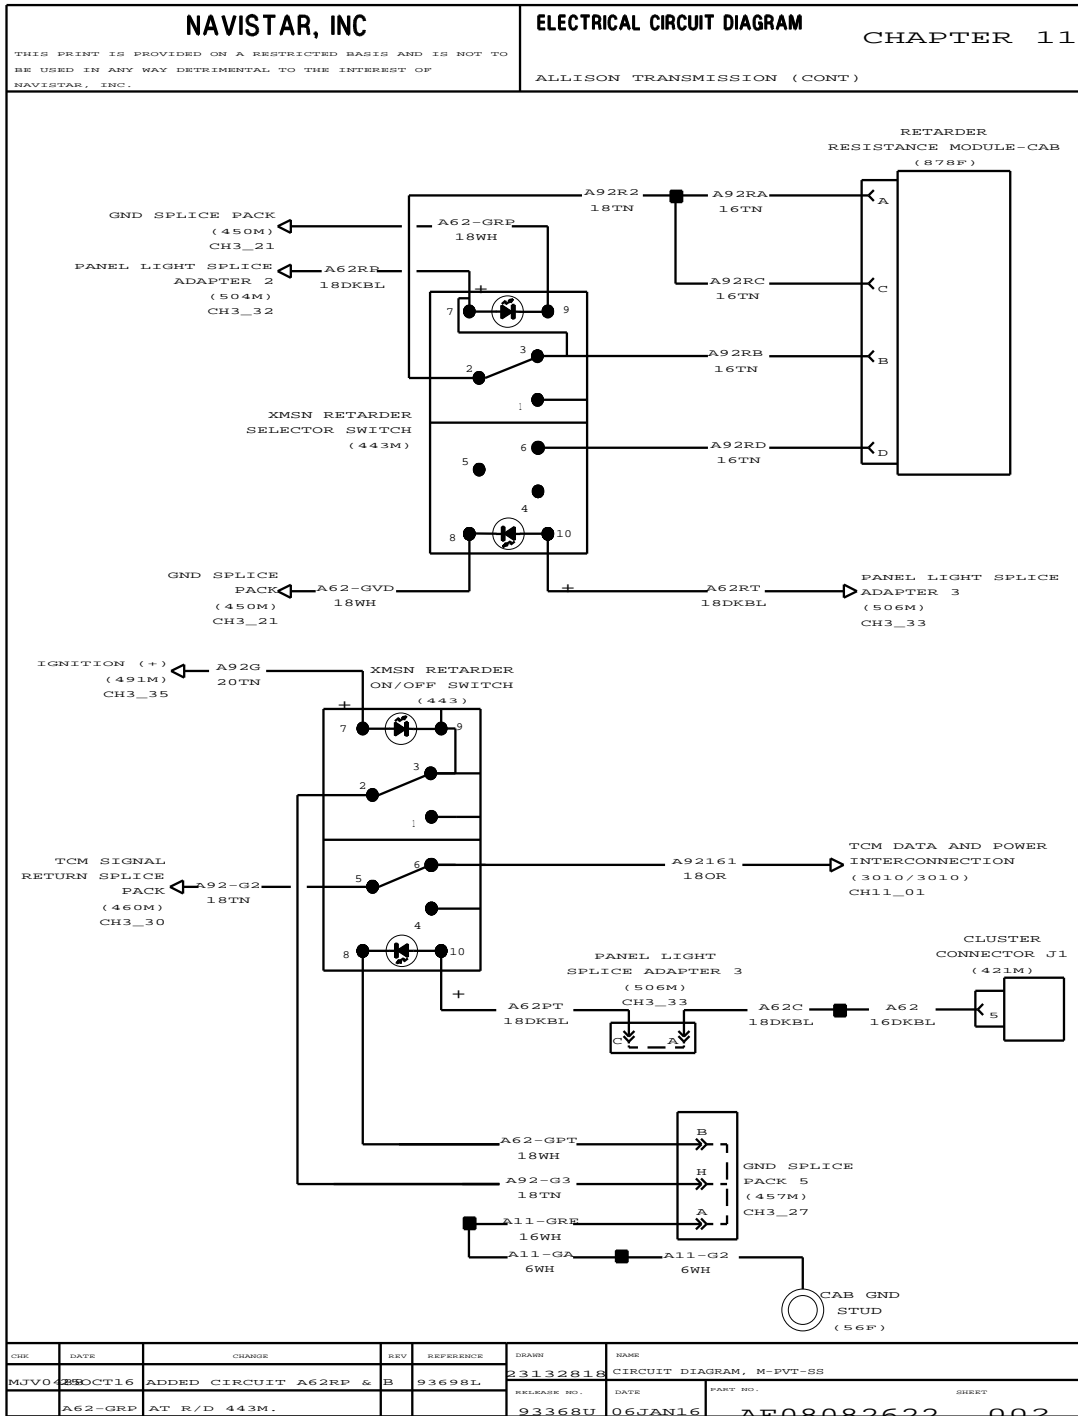 NAVISTAR, INC
THIS PRINT IS PROVIDED ON A RESTRICTED BASIS AND IS NOT TO
BE USED IN ANY WAY DETRIMENTAL TO THE INTEREST OF
NAVISTAR, INC.
ELECTRICAL CIRCUIT DIAGRAM
CHAPTER 11
ALLISON TRANSMISSION (CONT)
RETARDER
RESISTANCE MODULE-CAB
(878F)
A92R2
18TN
A92RA
16TN
A
GND SPLICE PACK
(450M)
CH3_21
A62-GRP
18WH
PANEL LIGHT SPLICE
ADAPTER 2
(504M)
CH3_32
18DKBL
A92RC
16TN
C
+
7
9
3
2
1
A92RB
16TN
B
XMSN RETARDER
SELECTOR SWITCH
(443M)
6
5
4
8
10
A92RD
16TN
D
GND SPLICE
PACK
(450M)
CH3_21
A62-GVD
18WH
+
A62RT
18DKBL
PANEL LIGHT SPLICE
ADAPTER 3
(506M)
CH3_33
IGNITION (+)
(491M)
CH3_35
A92G
20TN
XMSN RETARDER
ON/OFF SWITCH
(443)
+
7
9
3
2
1
6
5
4
8
10
+
TCM SIGNAL
RETURN SPLICE
PACK
(460M)
CH3_30
A92-G2
18TN
A92161
18OR
TCM DATA AND POWER
INTERCONNECTION
(3010/3010)
CH11_01
PANEL LIGHT
SPLICE ADAPTER 3
(506M)
CH3_33
CLUSTER
CONNECTOR J1
(421M)
A62PT
18DKBL
C
A
A62C
18DKBL
A62
16DKBL
5
A62-GPT
18WH
B
A92-G3
18TN
H
A11-GRE
16WH
A
GND SPLICE
PACK 5
(457M)
CH3_27
A11-GA
6WH
A11-G2
6WH
CAB GND
STUD
(56F)
CHK
DATE
CHANGE
REV
REFERENCE
DRAWN
NAME
ADDED CIRCUIT A62RP &
B
93698L
23132818
CIRCUIT DIAGRAM, M-PVT-SS
A62-GRP
AT R/D 443M.
RELEASE NO.
DATE
PART NO.
SHEET
93368U
06JAN16